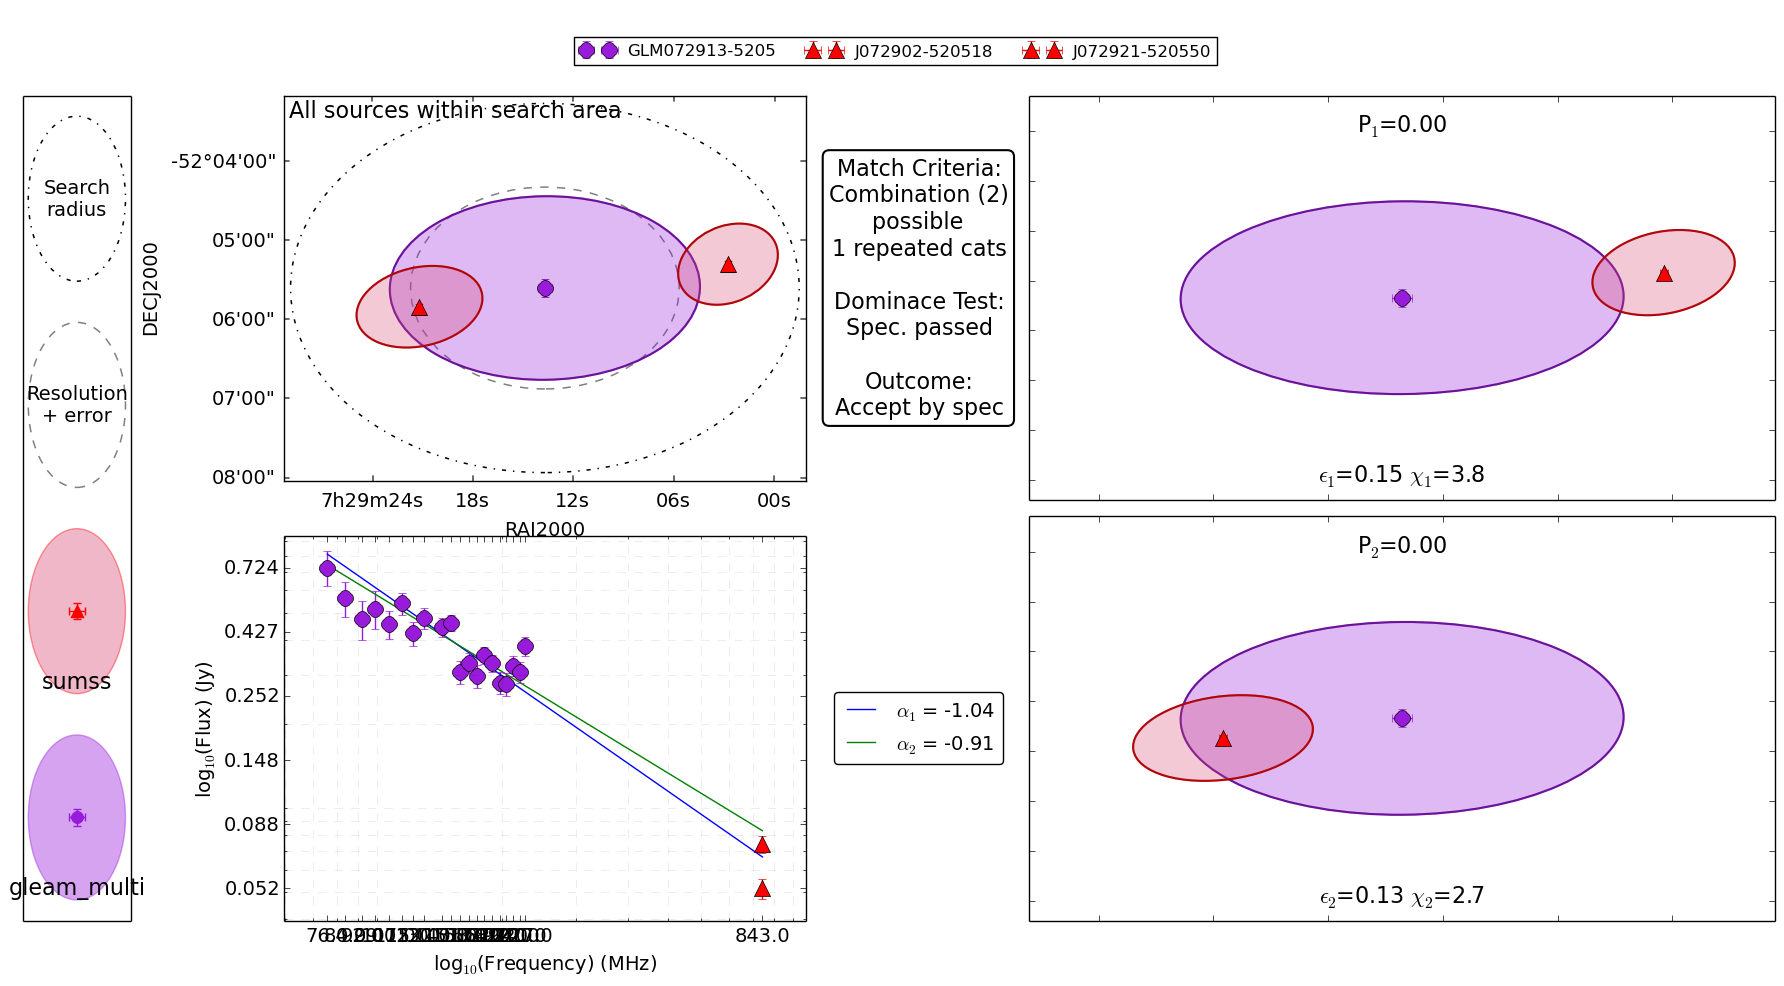 GLM072913-5205 J072902-520518 J072921-520550
Search
radius
Resolution
+ error
sumss
gleam_multi
All sources within search area
DECJ2000
-52°04'00"
05'00"
06'00"
07'00"
08'00"
7h29m24s 18s 12s 06s 00s
RAJ2000
Match Criteria:
Combination (2)
possible
1 repeated cats
Dominace Test:
Spec. passed
Outcome:
Accept by spec
P1=0.00
ϵ1=0.15 χ1=3.8
P2=0.00
ϵ2=0.13 χ2=2.7
log10(Flux) (Jy)
0.724
0.427
0.252
0.148
0.088
0.052
843.0
log10(Frequency) (MHz)
α1 = -1.04
α2 = -0.91